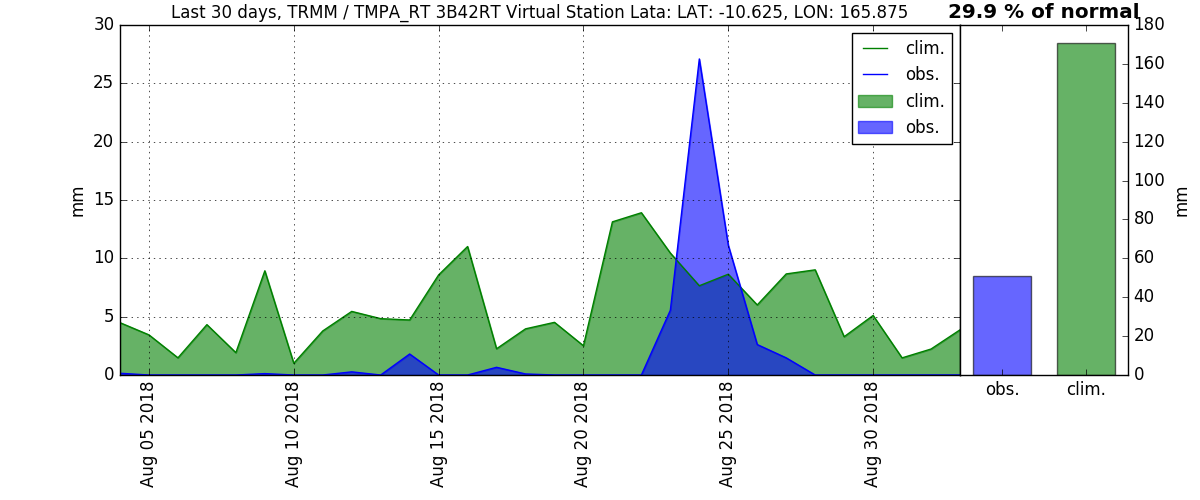 Last 30 days, TRMM / TMPA_RT 3B42RT Virtual Station Lata: LAT: -10.625, LON: 165.875
29.9 % of normal
30
25
20
15
10
5
0
mm
Aug 05 2018
Aug 10 2018
Aug 15 2018
Aug 20 2018
Aug 25 2018
Aug 30 2018
clim.
obs.
clim.
obs.
180
160
140
120
100
80
60
40
20
0
mm
obs.
clim.